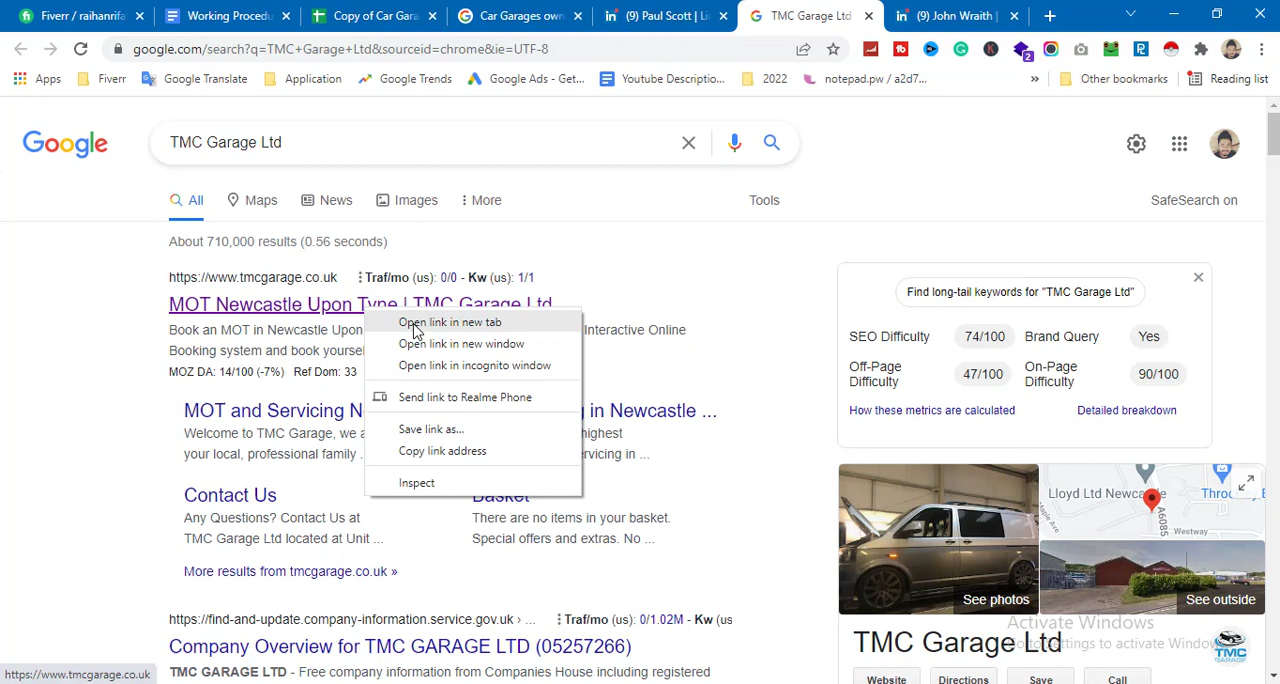 Fiverr / raihanrifa
Working Procedu
Copy of Car Gara
Car Garages own
(9) Paul Scott | Li
TMC Garage Ltd
(9) John Wraith |
google.com/search?q=TMC+Garage+Ltd&sourceid=chrome&ie=UTF-8
2
Apps
Fiverr
Google Translate
Application
Google Trends
Google Ads - Get...
Youtube Descriptio...
2022
notepad.pw / a2d7...
»
Other bookmarks
Reading list
Google
TMC Garage Ltd
All
Maps
News
Images
More
Tools
SafeSearch on
About 710,000 results (0.56 seconds)
https://www.tmcgarage.co.uk
Traf/mo (us): 0/0 - Kw (us): 1/1
MOT Newcastle Upon Tyne | TMC Garage Ltd
Book an MOT in Newcastle Upon
Interactive Online
Booking system and book yourse
MOZ DA: 14/100 (-7%) Ref Dom: 33
Open link in new tab
Open link in new window
Open link in incognito window
Send link to Realme Phone
Save link as...
Copy link address
Inspect
MOT and Servicing N
g in Newcastle ...
Welcome to TMC Garage, we a
highest
your local, professional family .
servicing in ...
Contact Us
Basket
Any Questions? Contact Us at
There are no items in your basket.
TMC Garage Ltd located at Unit ...
Special offers and extras. No ...
More results from tmcgarage.co.uk »
https://find-and-update.company-information.service.gov.uk › ...
Traf/mo (us): 0/1.02M - Kw (us
Company Overview for TMC GARAGE LTD (05257266)
TMC GARAGE LTD - Free company information from Companies House including registered
https://www.tmcgarage.co.uk
Find long-tail keywords for "TMC Garage Ltd"
SEO Difficulty
74/100
Brand Query
Yes
Off-Page Difficulty
47/100
On-Page Difficulty
90/100
How these metrics are calculated
Detailed breakdown
Lloyd Ltd Newcastle
Maple Ave
A6085
Westway
See photos
See outside
TMC Garage Ltd
Activate Windows
Go to Settings to activate Windows
TMC
GARAGE
Website
Directions
Save
Call